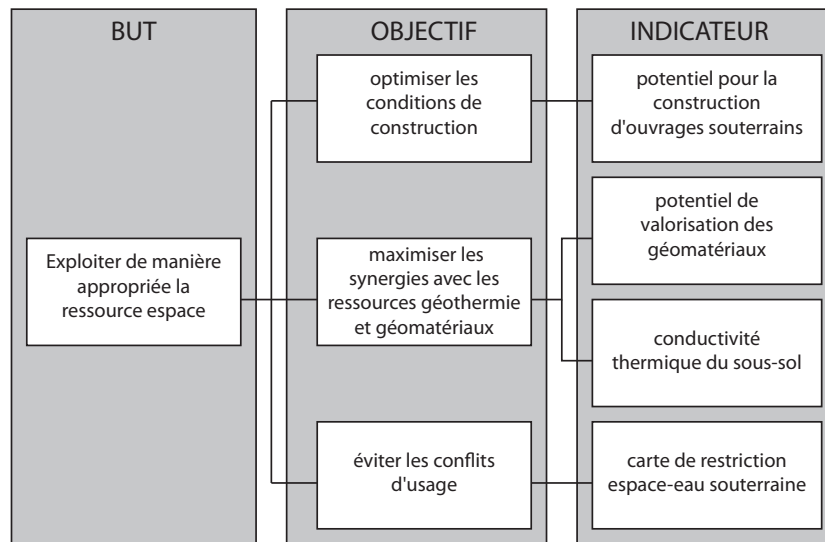 BUT
Exploiter de manière
appropriée la
ressource espace
OBJECTIF
optimiser les
conditions de
construction
maximiser les
synergies avec les
ressources géothermie
et géomatériaux
éviter les conflits
d'usage
INDICATEUR
potentiel pour la
construction
d'ouvrages souterrains
potentiel de
valorisation des
géomatériaux
conductivité
thermique du sous-sol
carte de restriction
espace-eau souterraine